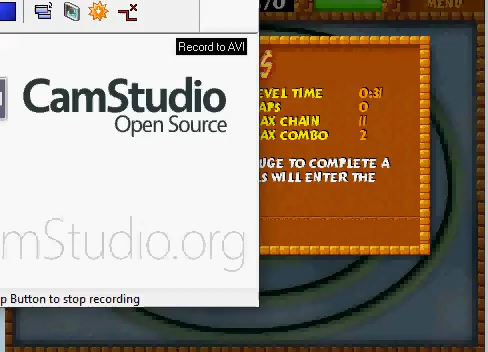 MENU
Record to AVI
CamStudio
Open Source
EVEL TIME 0:31
APS 0
AX CHAIN 11
AX COMBO 2
UGE TO COMPLETE A
S WILL ENTER THE
mStudio.org
p Button to stop recording